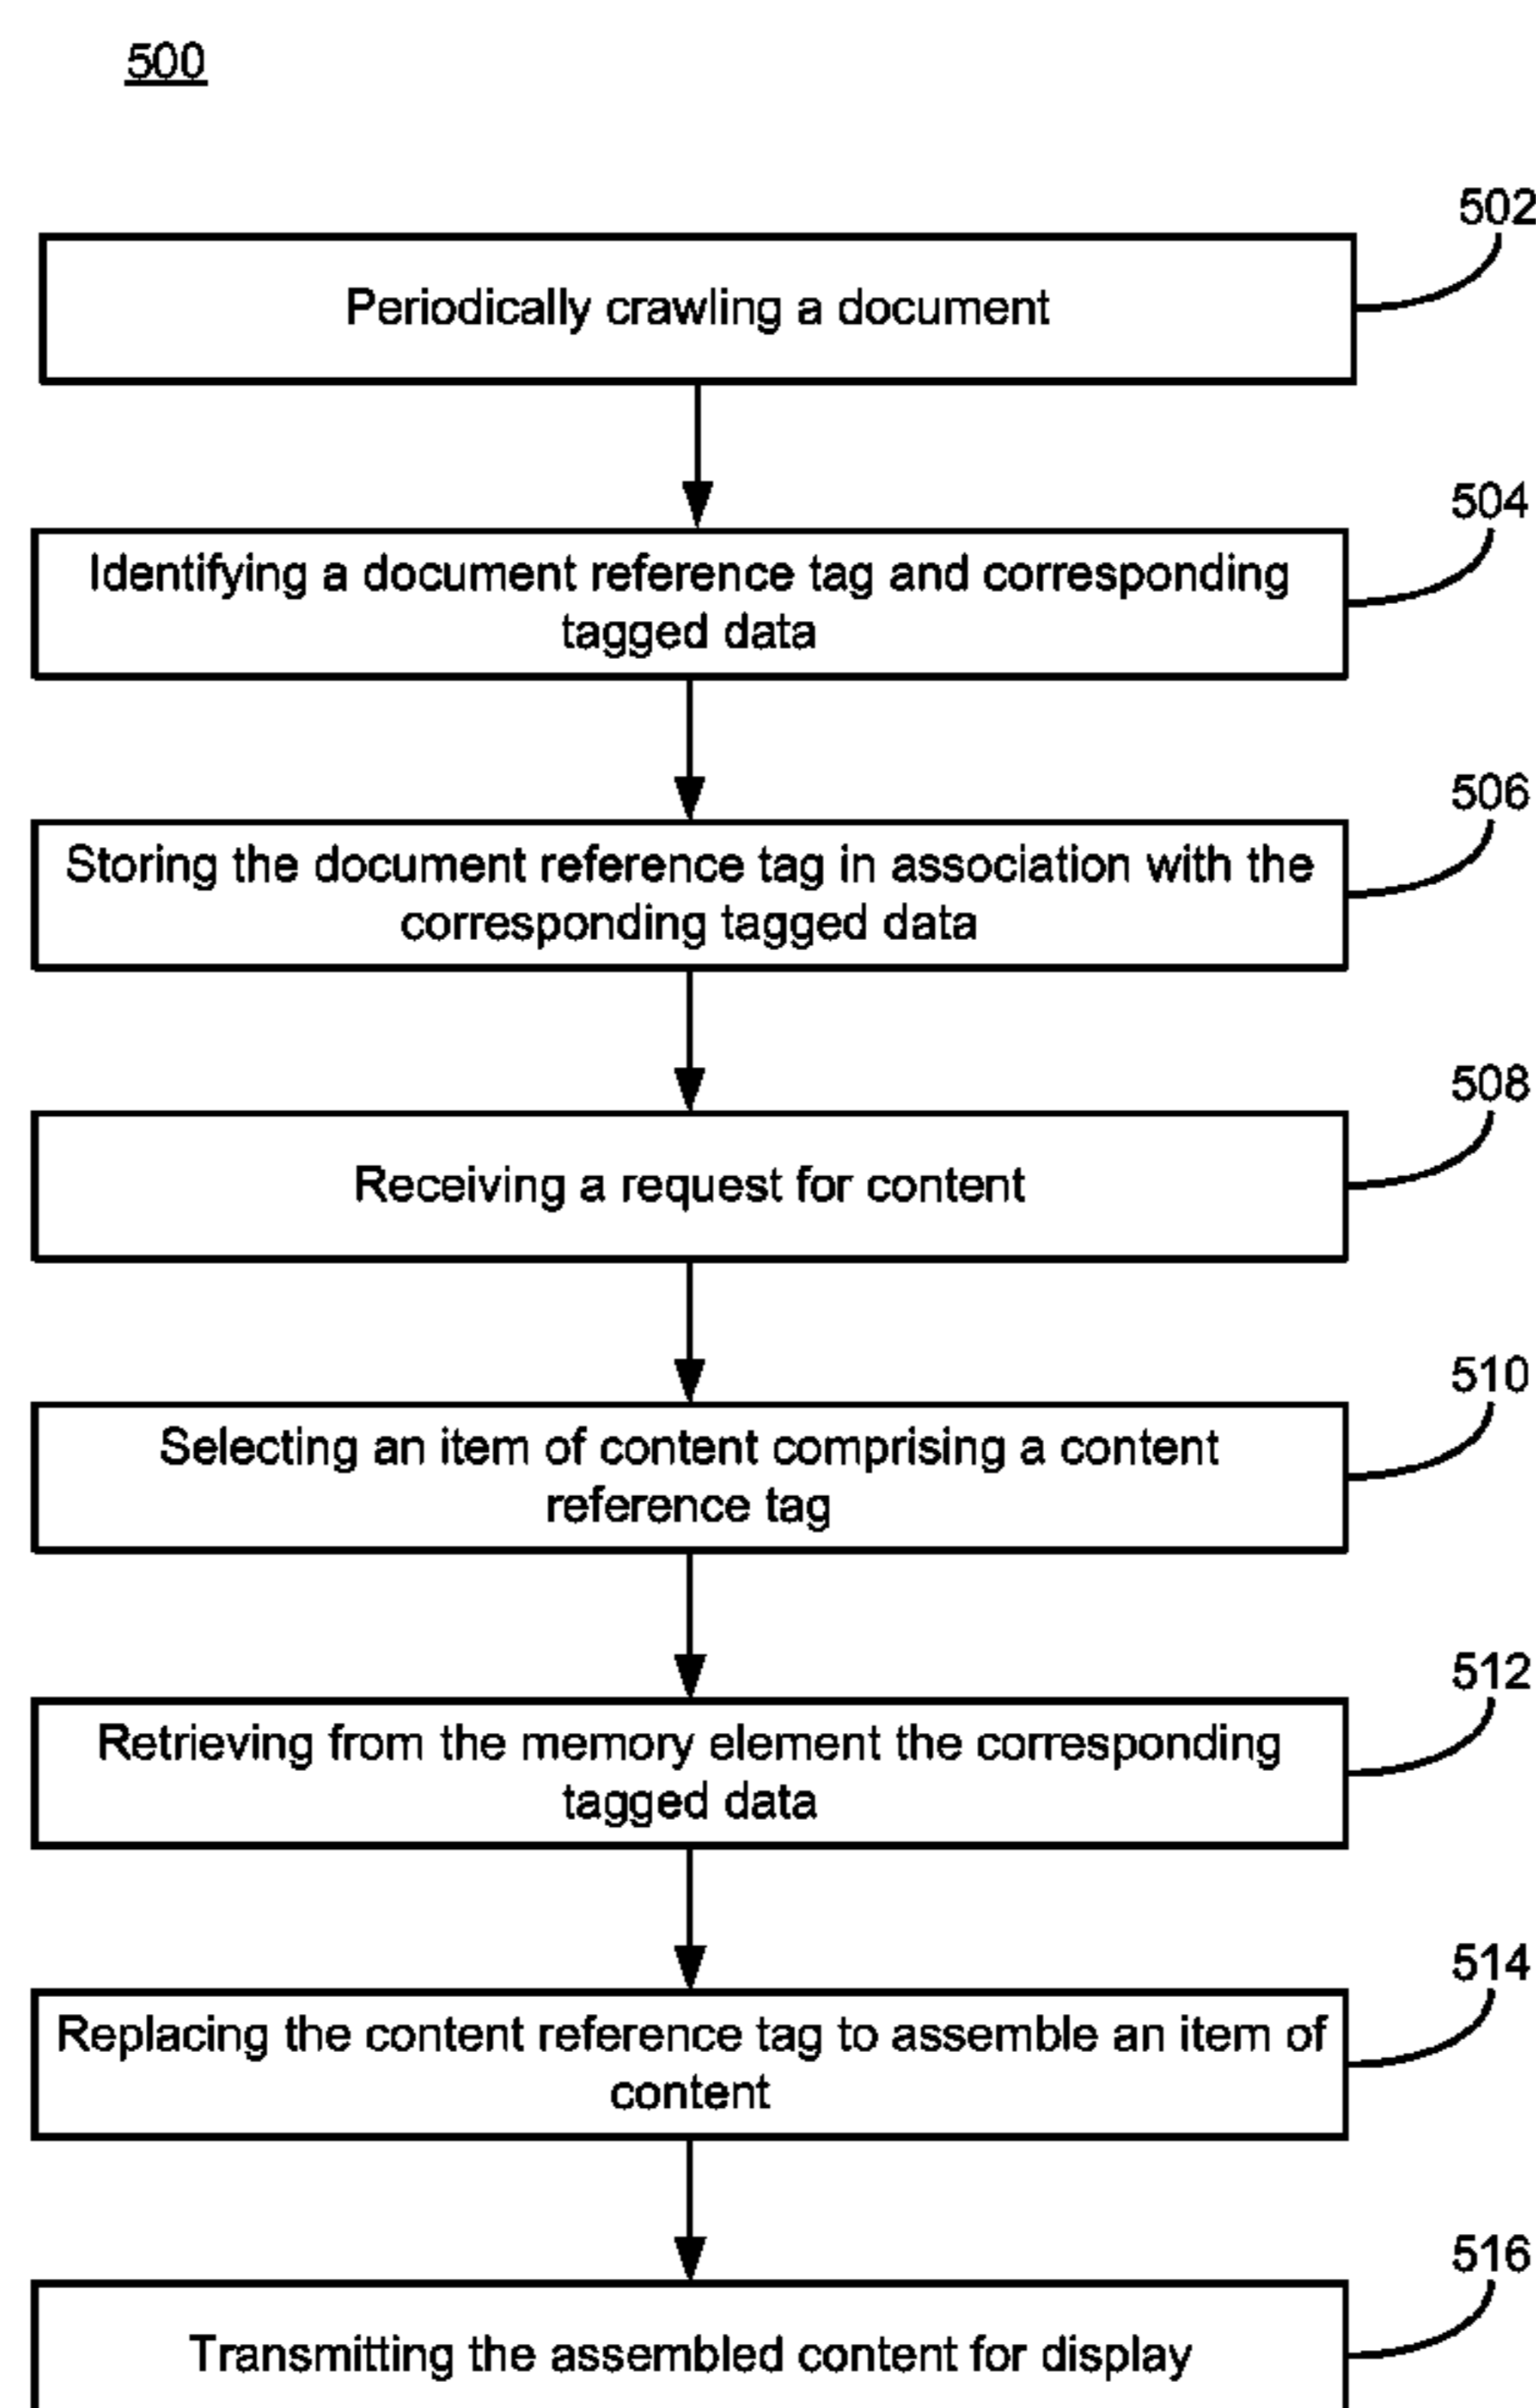 500
502
Periodically crawling a document
504
Identifying a document reference tag and corresponding
tagged data
506
Storing the document reference tag in association with the
corresponding tagged data
508
Receiving a request for content
510
Selecting an item of content comprising a content
reference tag
512
Retrieving from the memory element the corresponding
tagged data
514
Replacing the content reference tag to assemble an item of
content
516
Transmitting the assembled content for display